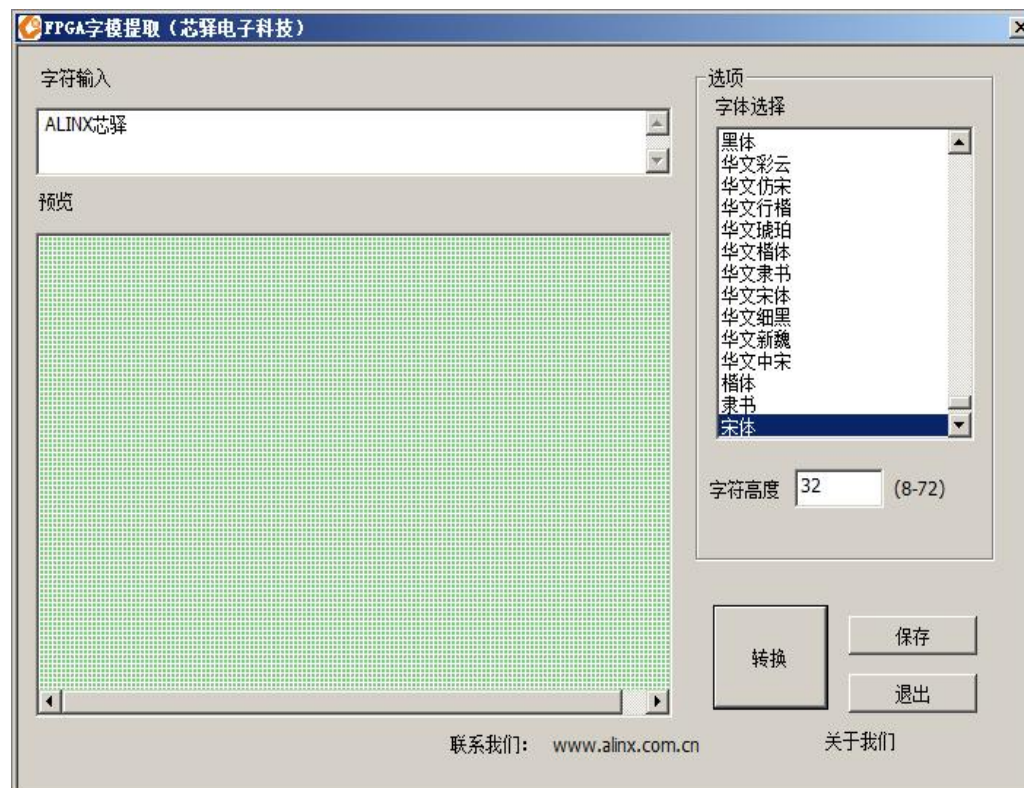 FPGA字模提取（芯驿电子科技）
字符输入
ALINX芯驿
预览
选项
字体选择
黑体
华文彩云
华文仿宋
华文行楷
华文琥珀
华文楷体
华文隶书
华文宋体
华文细黑
华文新魏
华文中宋
楷体
隶书
宋体
字符高度 32 (8-72)
转换
保存
退出
联系我们： www.alinx.com.cn
关于我们